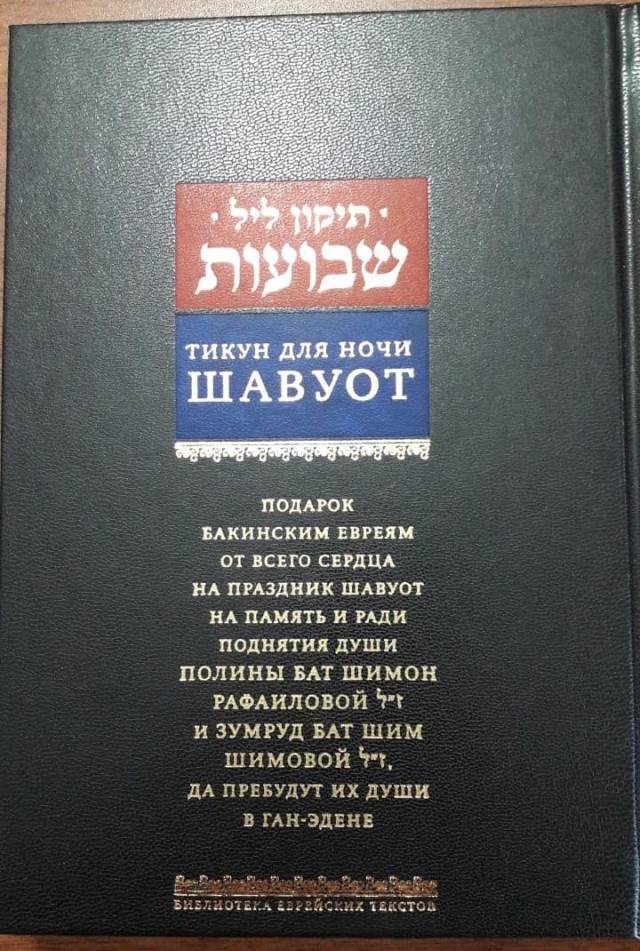 · תיקון ליל ·
שבועות
ТИКУН ДЛЯ НОЧИ
ШАВУОТ
ПОДАРОК
БАКИНСКИМ ЕВРЕЯМ
ОТ ВСЕГО СЕРДЦА
НА ПРАЗДНИК ШАВУОТ
НА ПАМЯТЬ И РАДИ
ПОДНЯТИЯ ДУШИ
ПОЛИНЫ БАТ ШИМОН
РАФАИЛОВОЙ ז״ל
И ЗУМРУД БАТ ШИМ
ШИМОВОЙ ז״ל,
ДА ПРЕБУДУТ ИХ ДУШИ
В ГАН-ЭДЕНЕ
БИБЛИОТЕКА ЕВРЕЙСКИХ ТЕКСТОВ